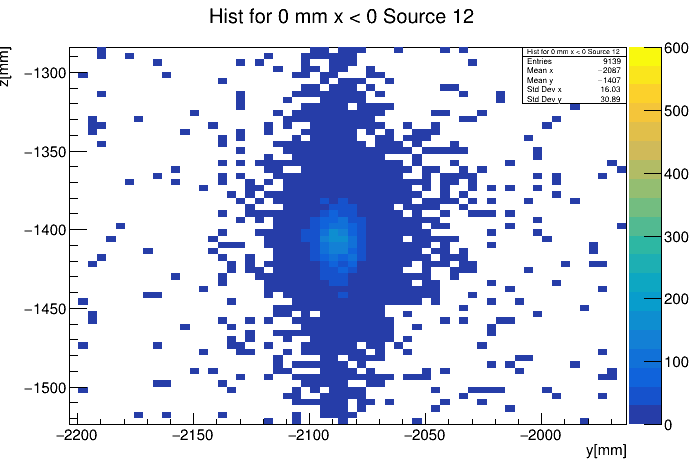 Hist for 0 mm x < 0 Source 12
z[mm]
−1300
−1350
−1400
−1450
−1500
−2200
−2150
−2100
−2050
−2000
y[mm]
Hist for 0 mm x < 0 Source 12
Entries 9139
Mean x −2087
Mean y −1407
Std Dev x 16.03
Std Dev y 30.89
600
500
400
300
200
100
0